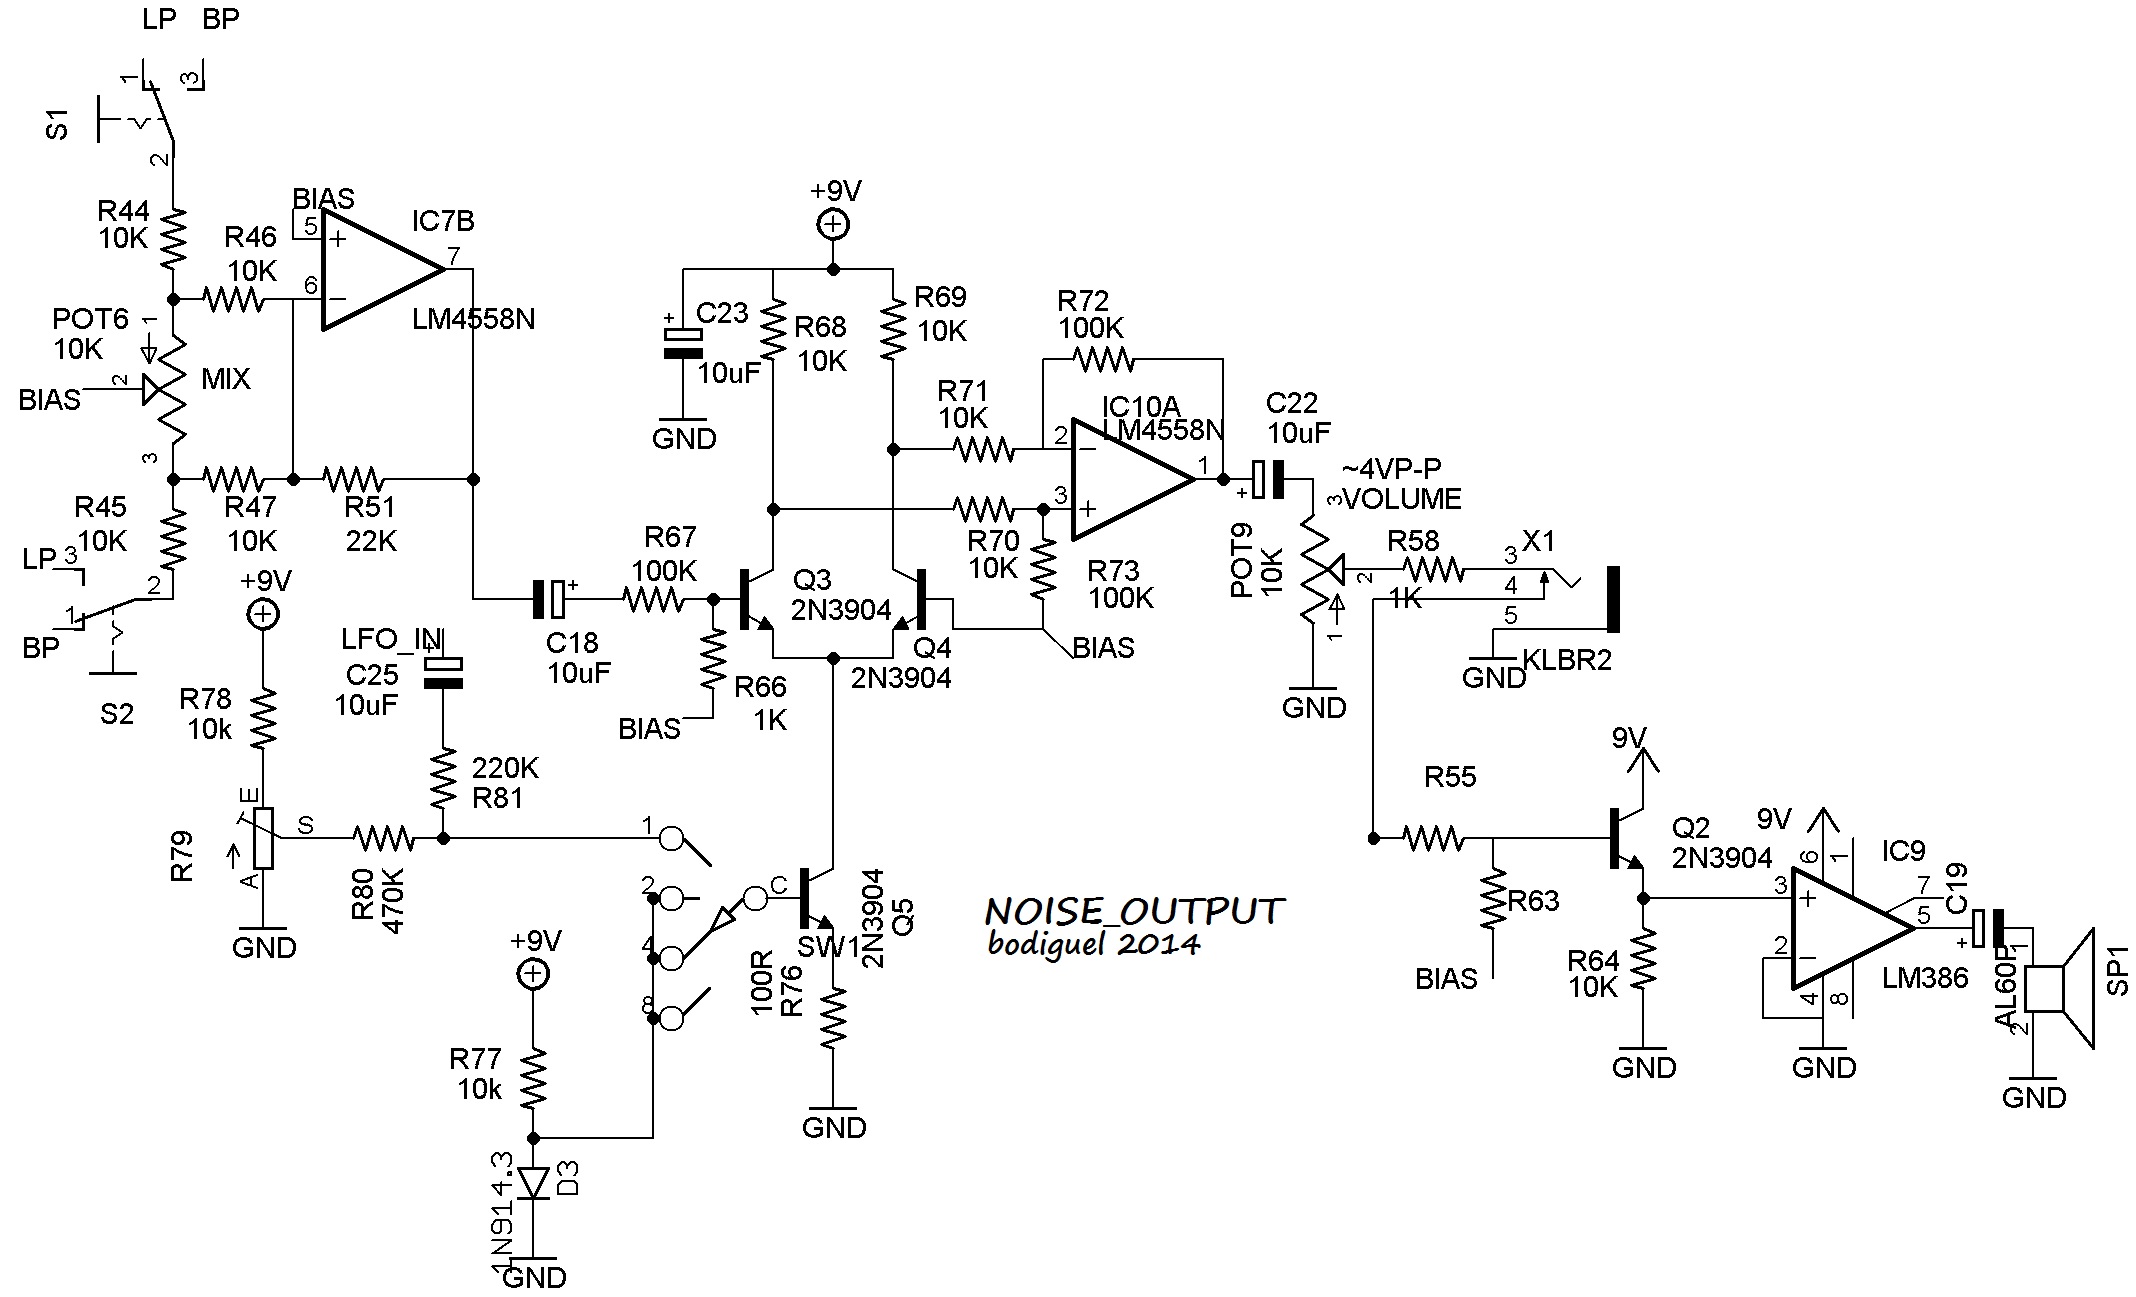 LP BP
1
3
S1
2
R44
10K
R46
10K
BIAS
5
+
6
−
7
IC7B
LM4558N
POT6
10K
1
2
BIAS
MIX
3
R45
10K
R47
10K
R51
22K
LP 3
1
2
BP
S2
+9V
R78
10k
E
S
A
R79
GND
LFO_IN
+
C25
10uF
220K
R81
R80
470K
C18
10uF
+
R67
100K
R66
1K
BIAS
+9V
+
C23
10uF
GND
R68
10K
R69
10K
R71
10K
R72
100K
IC10A
LM4558N
2
−
3
+
1
R70
10K
R73
100K
BIAS
Q3
2N3904
Q4
2N3904
C22
10uF
+
~4VP-P
VOLUME
3
2
1
POT9
10K
GND
R58
1K
X1
3
4
5
KLBR2
GND
1
2
4
8
C
SW1
2N3904
Q5
100R
R76
GND
+9V
R77
10k
1N914.3
D3
GND
NOISE_OUTPUT
bodiguel 2014
R55
R63
BIAS
9V
Q2
2N3904
R64
10K
GND
9V
6
1
IC9
3
+
2
−
7
5
4
8
LM386
GND
C19
+
AL60P
1
2
SP1
GND